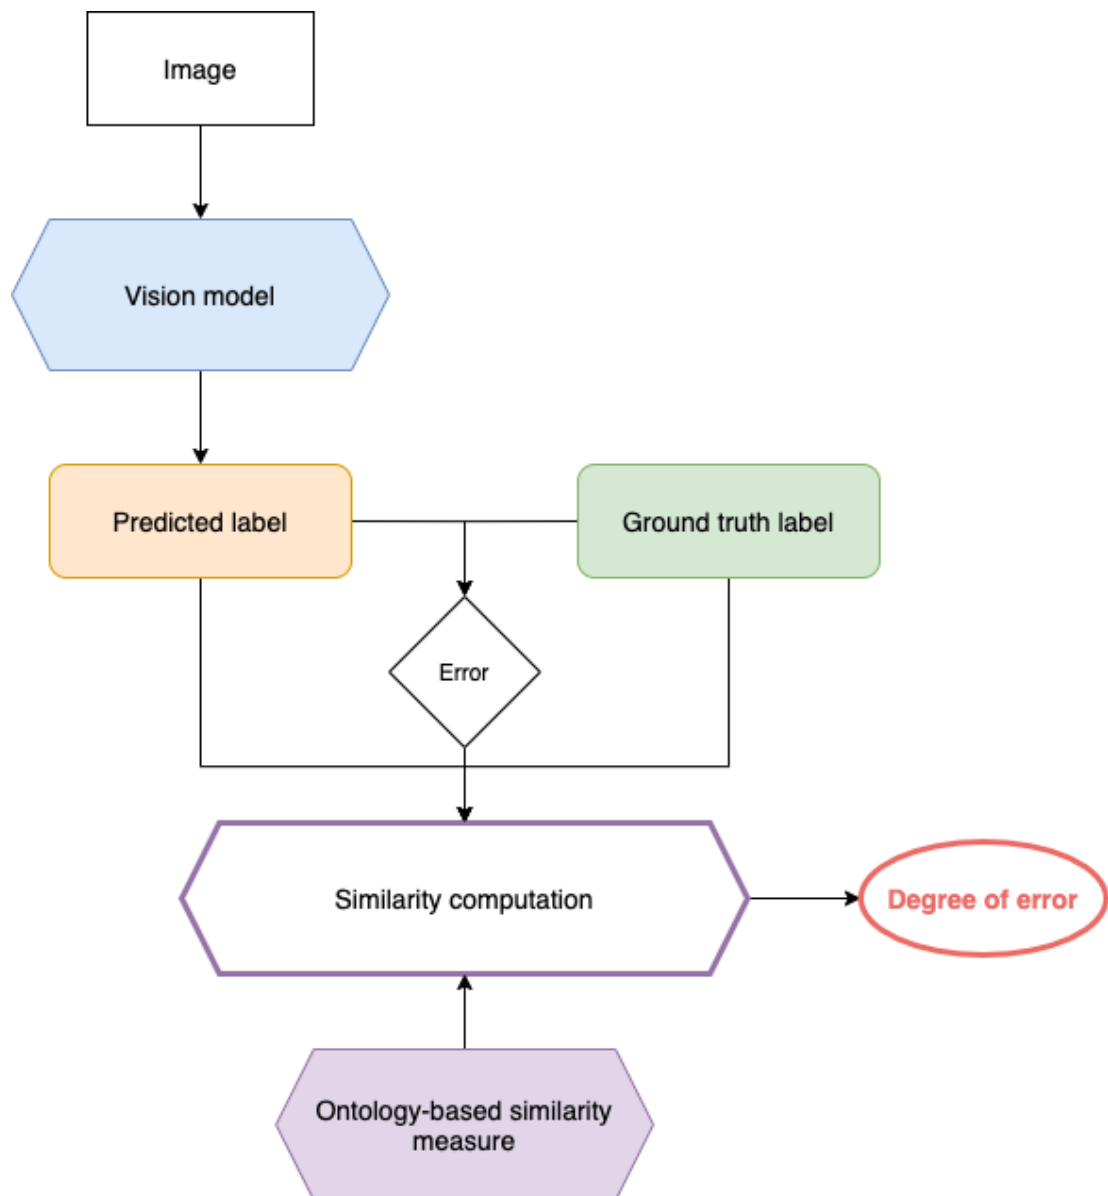 Image
Vision model
Predicted label
Ground truth label
Error
Similarity computation
Degree of error
Ontology-based similarity
measure